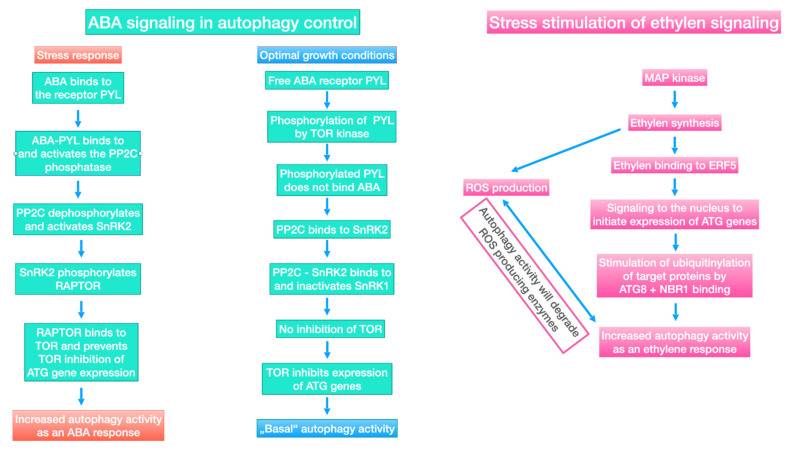 ABA signaling in autophagy control
Stress response
ABA binds to
the receptor PYL
ABA-PYL binds to
and activates the PP2C
phosphatase
PP2C dephosphorylates
and activates SnRK2
SnRK2 phosphorylates
RAPTOR
RAPTOR binds to
TOR and prevents
TOR inhibition of
ATG gene expression
Increased autophagy activity
as an ABA response
Optimal growth conditions
Free ABA receptor PYL
Phosphorylation of PYL
by TOR kinase
Phosphorylated PYL
does not bind ABA
PP2C binds to SnRK2
PP2C - SnRK2 binds to
and inactivates SnRK1
No inhibition of TOR
TOR inhibits expression
of ATG genes
„Basal“ autophagy activity
Stress stimulation of ethylen signaling
MAP kinase
Ethylen synthesis
Ethylen binding to ERF5
ROS production
Signaling to the nucleus to
initiate expression of ATG genes
Autophagy activity will degrade
ROS producing enzymes
Stimulation of ubiquitinylation
of target proteins by
ATG8 + NBR1 binding
Increased autophagy activity
as an ethylene response